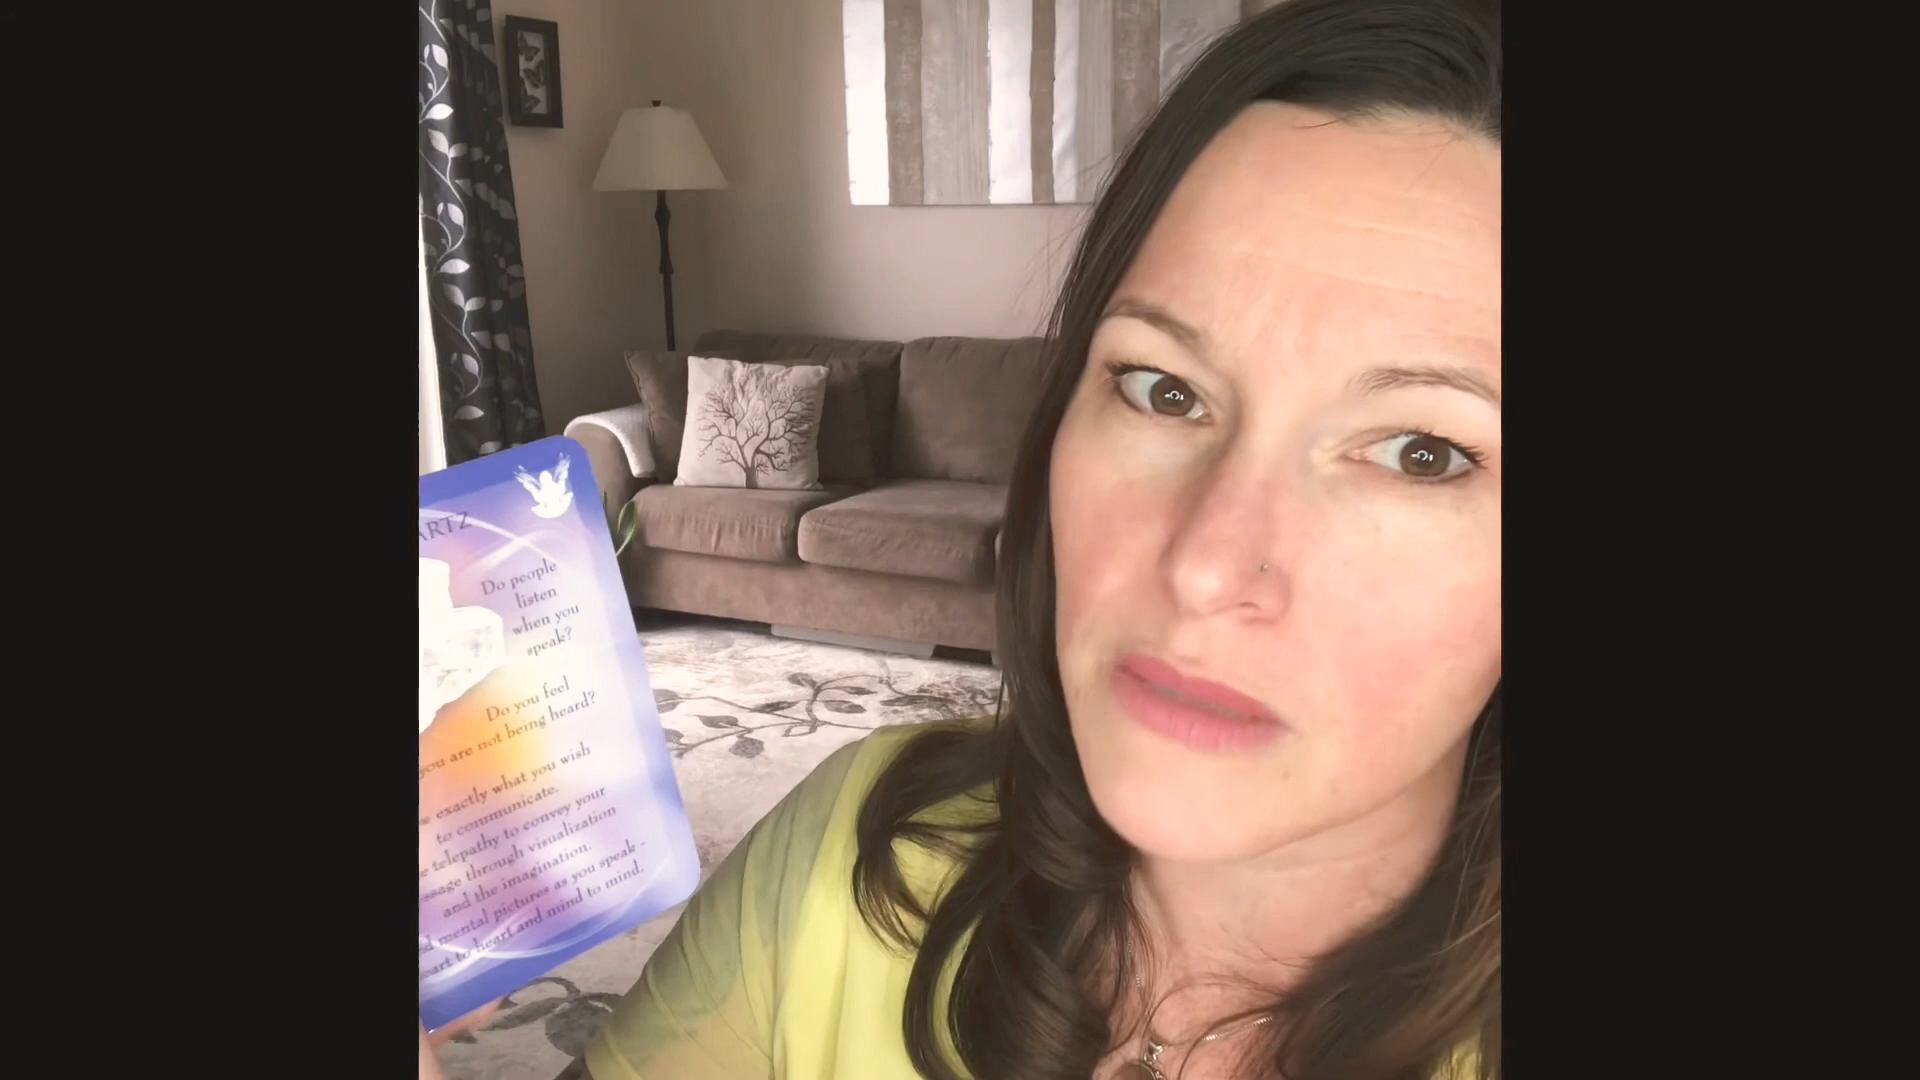 ARTZ
Do people
listen
when you
speak?
Do you feel
you are not being heard?
exactly what you wish
to communicate.
telepathy to convey your
through visualization
and the imagination.
mental pictures as you speak -
to heart and mind to mind.